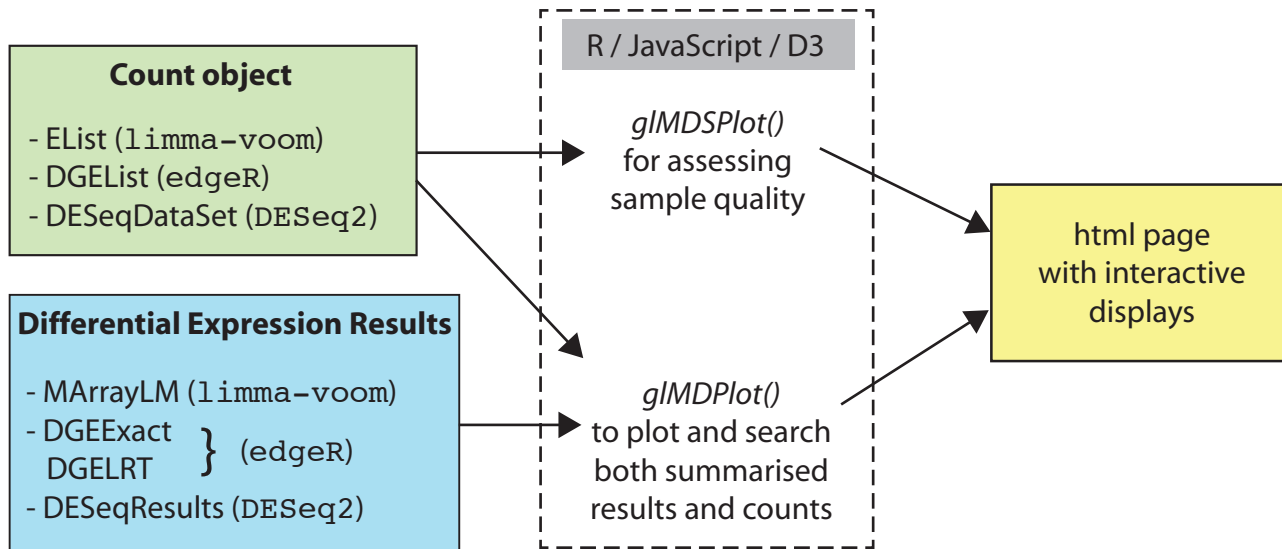 Count object
- EList (limma-voom)
- DGEList (edgeR)
- DESeqDataSet (DESeq2)
Differential Expression Results
- MArrayLM (limma-voom)
- DGEExact
DGELRT } (edgeR)
- DESeqResults (DESeq2)
R / JavaScript / D3
glMDSPlot()
for assessing
sample quality
glMDPlot()
to plot and search
both summarised
results and counts
html page
with interactive
displays